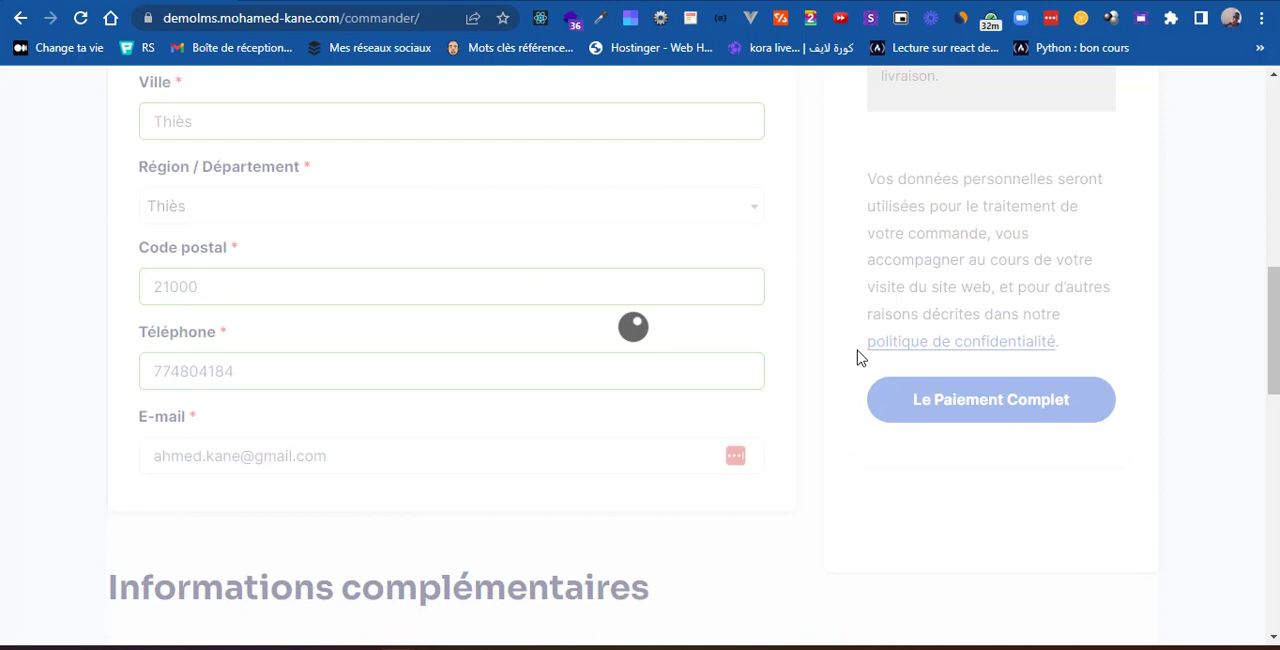 demolms.mohamed-kane.com/commander/
36
2
S
32m
Change ta vie
RS
Boîte de réception...
Mes réseaux sociaux
Mots clés référence...
Hostinger - Web H...
kora live... | كورة لايف
Lecture sur react de...
Python : bon cours
»
Ville *
Thiès
Région / Département *
Thiès
Code postal *
21000
Téléphone *
774804184
E-mail *
ahmed.kane@gmail.com
Informations complémentaires
livraison.
Vos données personnelles seront
utilisées pour le traitement de
votre commande, vous
accompagner au cours de votre
visite du site web, et pour d'autres
raisons décrites dans notre
politique de confidentialité.
Le Paiement Complet